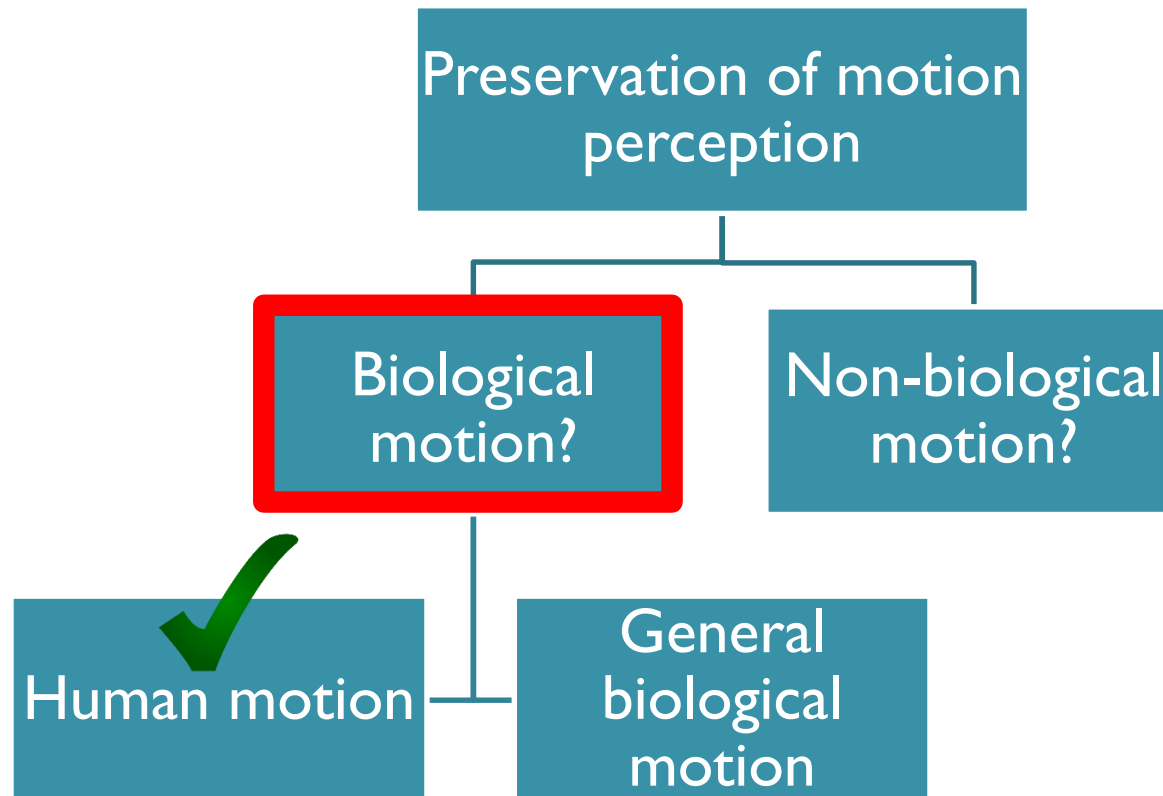 Preservation of motion
perception
Biological
motion?
Non-biological
motion?
Human motion
General
biological
motion